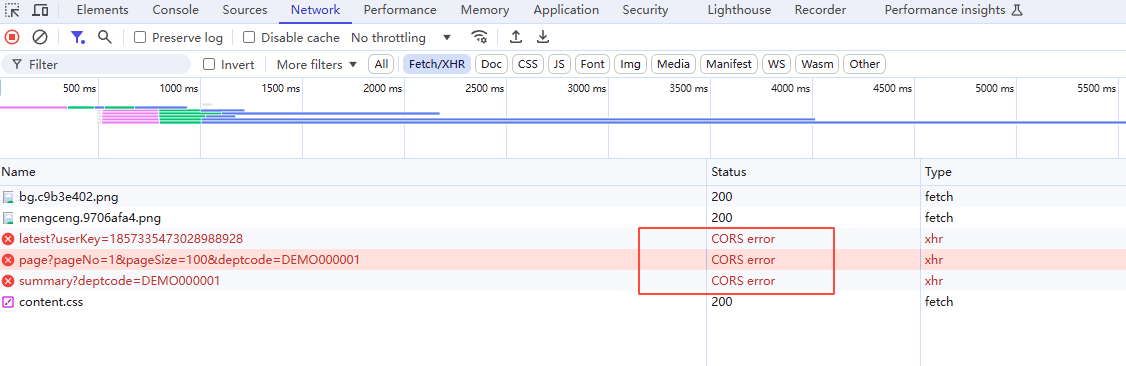 Elements Console Sources Network Performance Memory Application Security Lighthouse Recorder Performance insights
Preserve log Disable cache No throttling
Filter Invert More filters All Fetch/XHR Doc CSS JS Font Img Media Manifest WS Wasm Other
500 ms 1000 ms 1500 ms 2000 ms 2500 ms 3000 ms 3500 ms 4000 ms 4500 ms 5000 ms 5500 ms
Name Status Type
bg.c9b3e402.png 200 fetch
mengceng.9706afa4.png 200 fetch
latest?userKey=1857335473028988928 CORS error xhr
page?pageNo=1&pageSize=100&deptcode=DEMO000001 CORS error xhr
summary?deptcode=DEMO000001 CORS error xhr
content.css 200 fetch